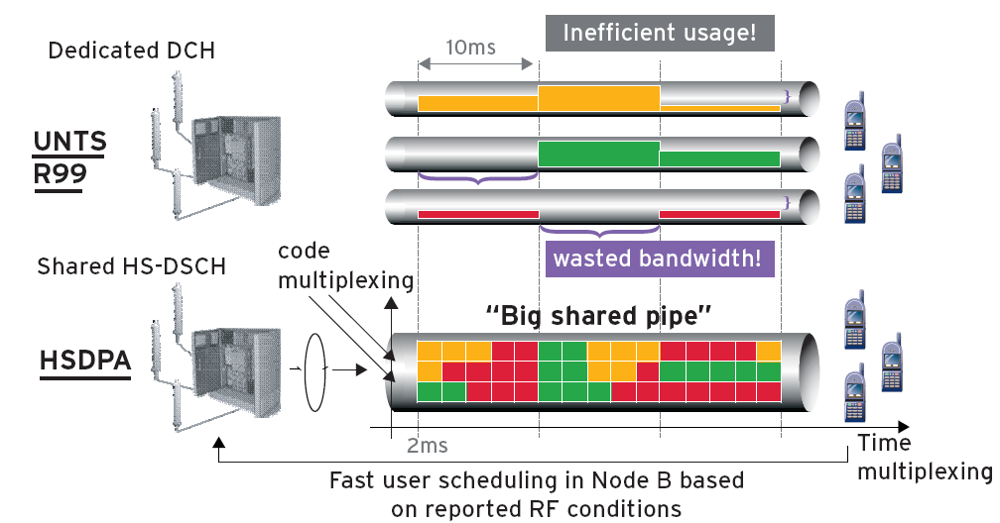 Dedicated DCH
10ms
Inefficient usage!
UNTS
R99
}
}
wasted bandwidth!
Shared HS-DSCH
code
multiplexing
HSDPA
“Big shared pipe”
2ms
Time
multiplexing
Fast user scheduling in Node B based
on reported RF conditions